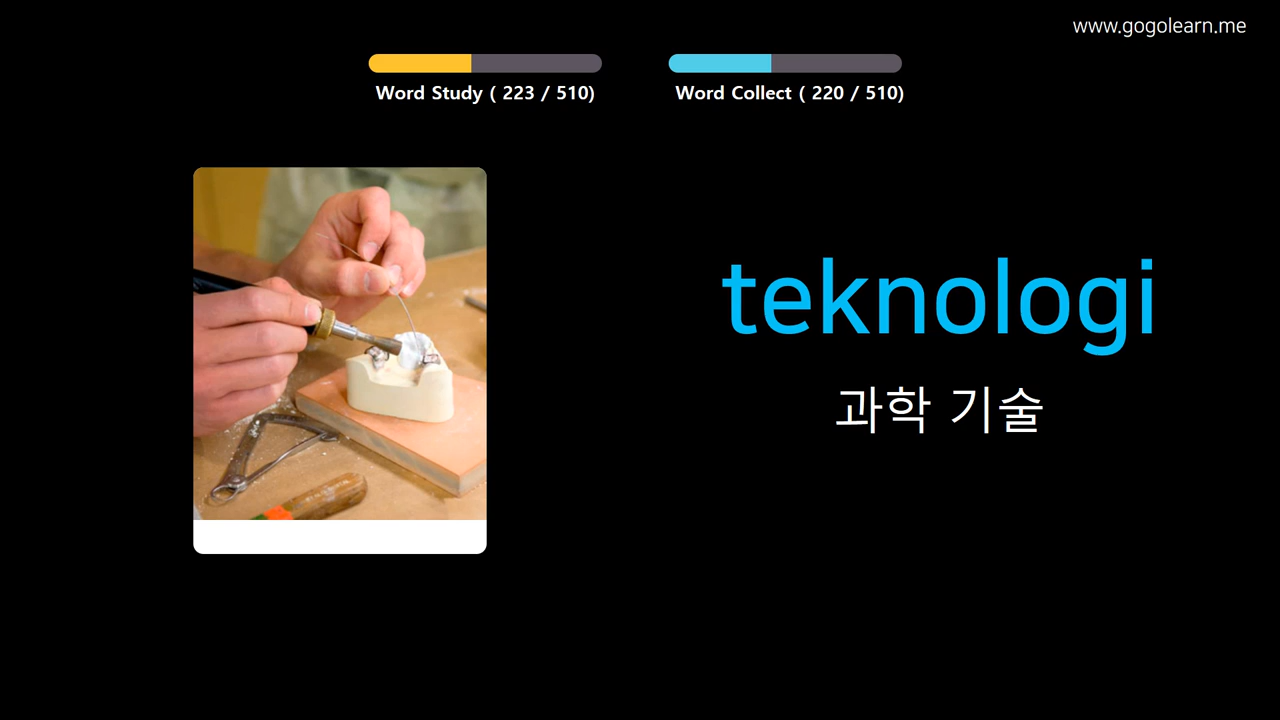 www.gogolearn.me
Word Study ( 223 / 510)
Word Collect ( 220 / 510)
teknologi
과학 기술